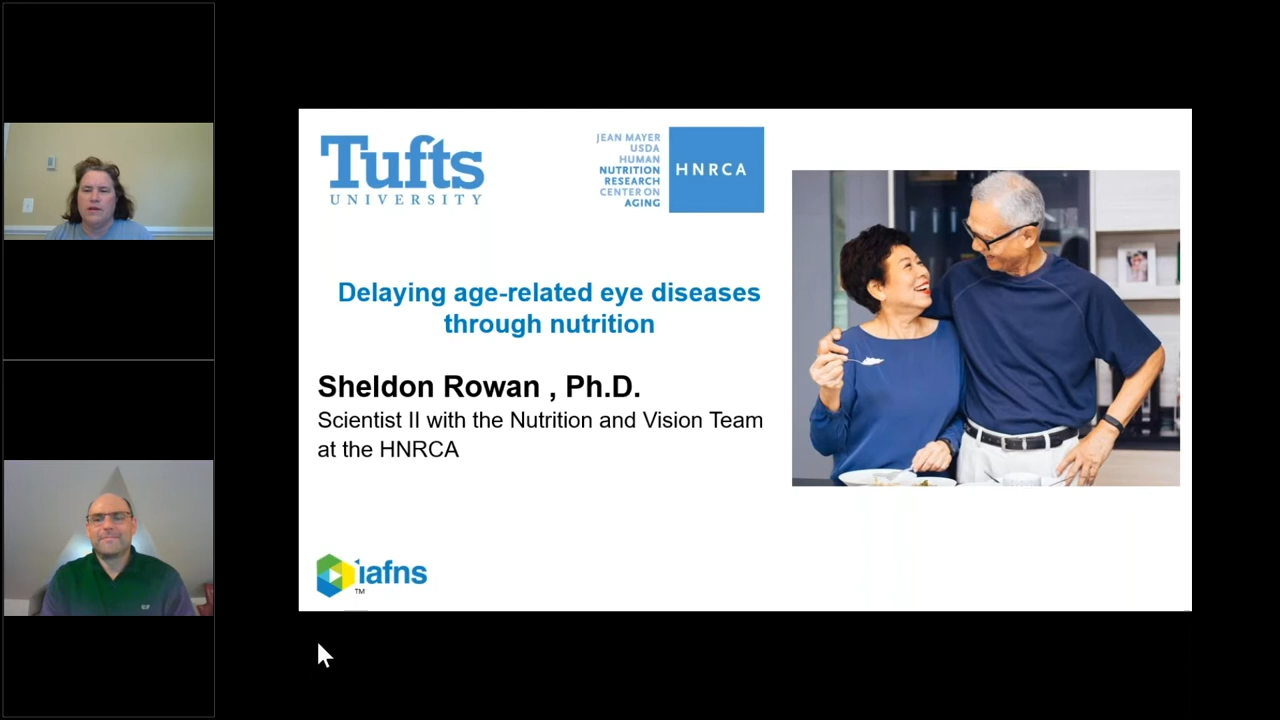 Tufts
UNIVERSITY
JEAN MAYER
USDA
HUMAN
NUTRITION
RESEARCH
CENTER ON
AGING
HNRCA
Delaying age-related eye diseases
through nutrition
Sheldon Rowan , Ph.D.
Scientist II with the Nutrition and Vision Team
at the HNRCA
iafns
TM